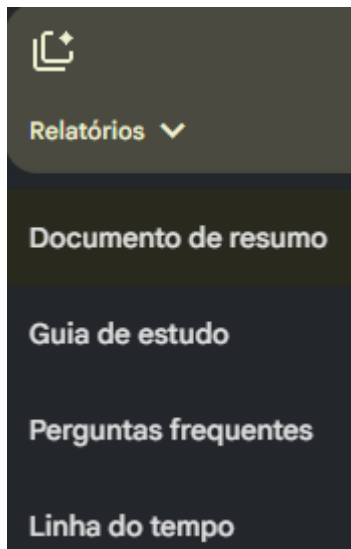 Relatórios
Documento de resumo
Guia de estudo
Perguntas frequentes
Linha do tempo